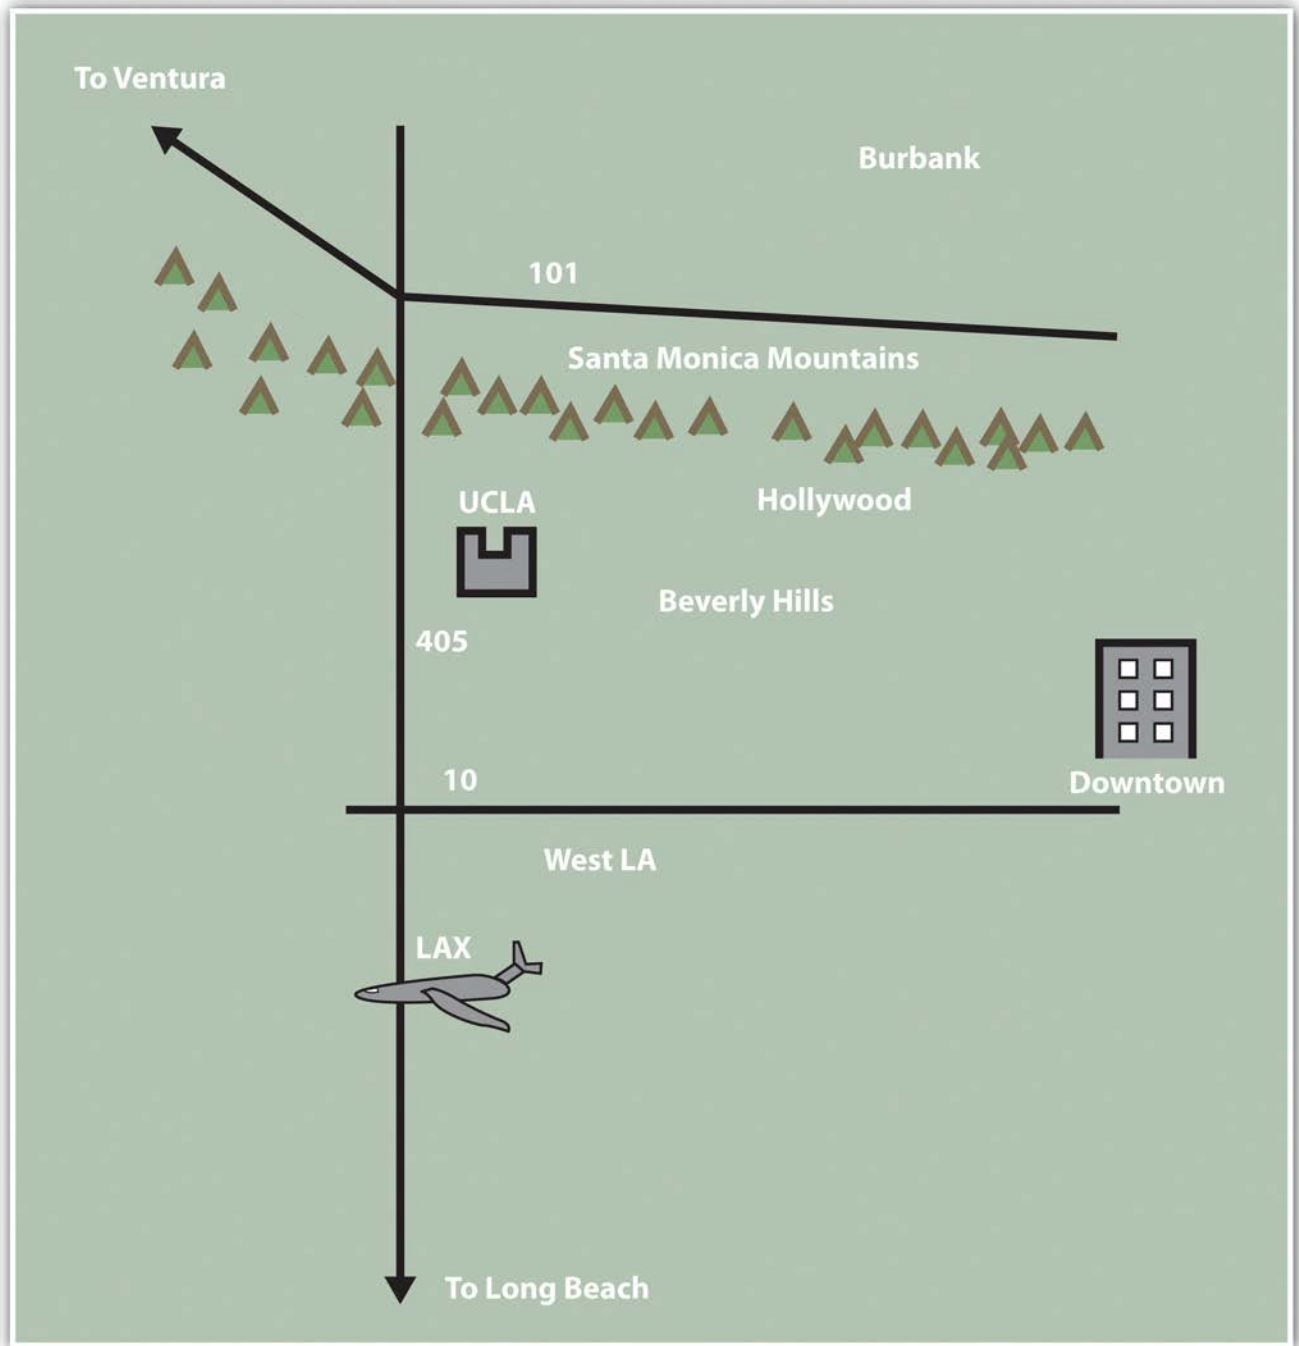 To Ventura
Burbank
101
Santa Monica Mountains
UCLA
Hollywood
Beverly Hills
405
10
Downtown
West LA
LAX
To Long Beach